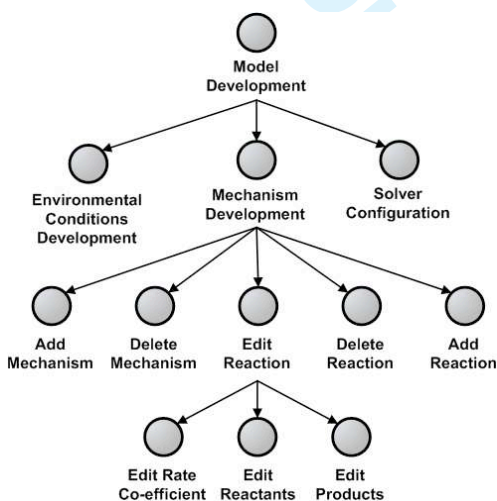 Model
Development
Environmental
Conditions
Development
Mechanism
Development
Solver
Configuration
Add
Mechanism
Delete
Mechanism
Edit
Reaction
Delete
Reaction
Add
Reaction
Edit Rate
Co-efficient
Edit
Reactants
Edit
Products